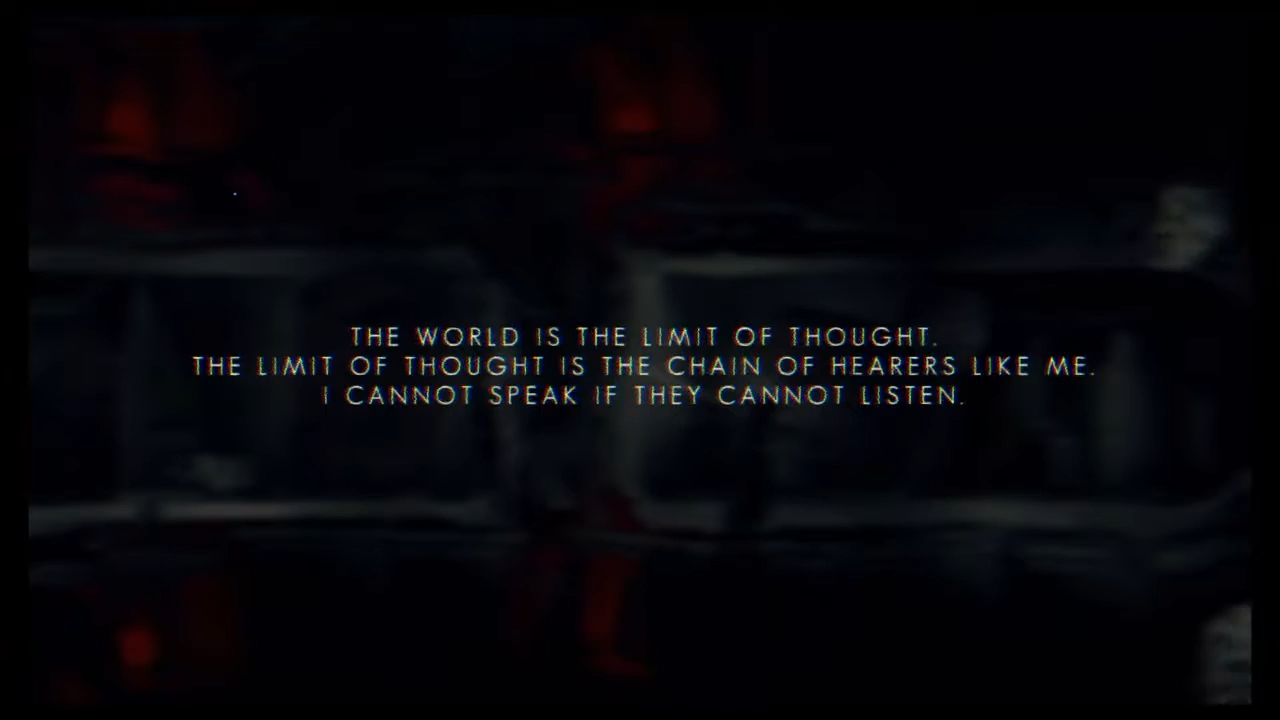 THE WORLD IS THE LIMIT OF THOUGHT.
THE LIMIT OF THOUGHT IS THE CHAIN OF HEARERS LIKE ME.
I CANNOT SPEAK IF THEY CANNOT LISTEN.